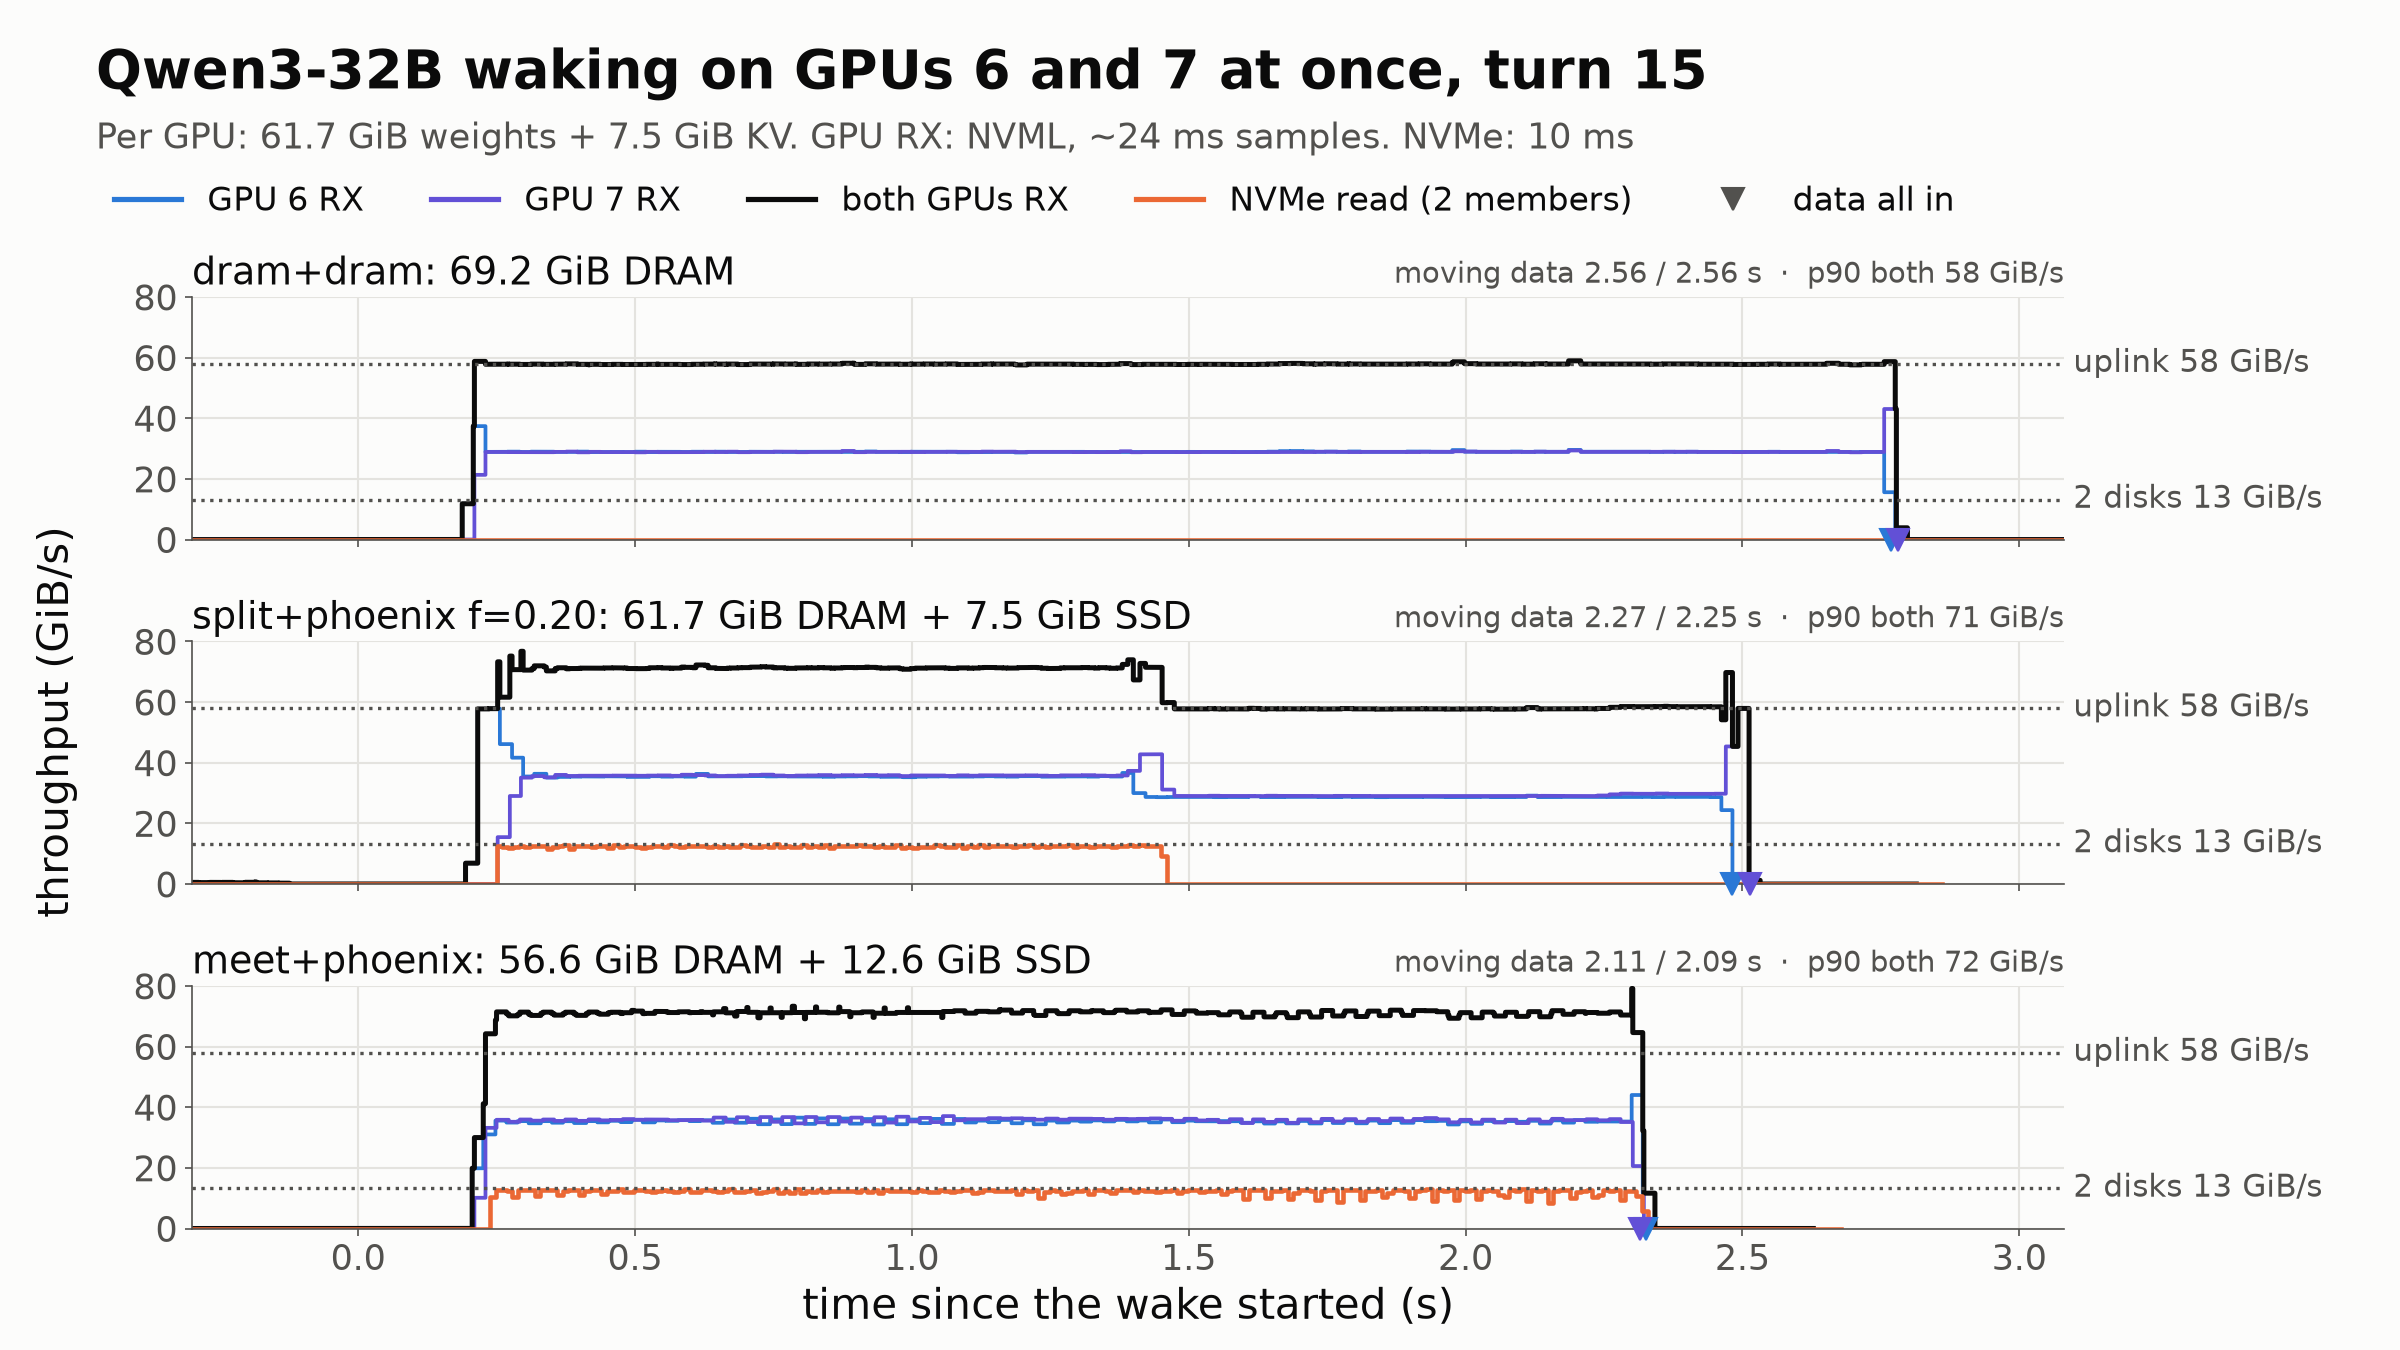 Qwen3-32B waking on GPUs 6 and 7 at once, turn 15
Per GPU: 61.7 GiB weights + 7.5 GiB KV. GPU RX: NVML, ~24 ms samples. NVMe: 10 ms
GPU 6 RX GPU 7 RX both GPUs RX NVMe read (2 members) data all in
dram+dram: 69.2 GiB DRAM
moving data 2.56 / 2.56 s · p90 both 58 GiB/s
80
60
40
20
0
uplink 58 GiB/s
2 disks 13 GiB/s
split+phoenix f=0.20: 61.7 GiB DRAM + 7.5 GiB SSD
moving data 2.27 / 2.25 s · p90 both 71 GiB/s
80
60
40
20
0
uplink 58 GiB/s
2 disks 13 GiB/s
throughput (GiB/s)
meet+phoenix: 56.6 GiB DRAM + 12.6 GiB SSD
moving data 2.11 / 2.09 s · p90 both 72 GiB/s
80
60
40
20
0
uplink 58 GiB/s
2 disks 13 GiB/s
0.0 0.5 1.0 1.5 2.0 2.5 3.0
time since the wake started (s)